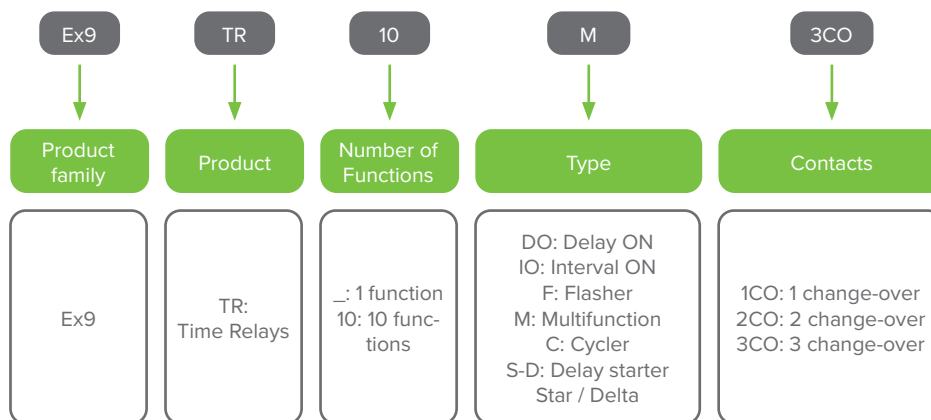 Ex9
TR
10
M
3CO
Product
family
Product
Number of
Functions
Type
Contacts
Ex9
TR:
Time Relays
_: 1 function
10: 10 func-
tions
DO: Delay ON
IO: Interval ON
F: Flasher
M: Multifunction
C: Cycler
S-D: Delay starter
Star / Delta
1CO: 1 change-over
2CO: 2 change-over
3CO: 3 change-over